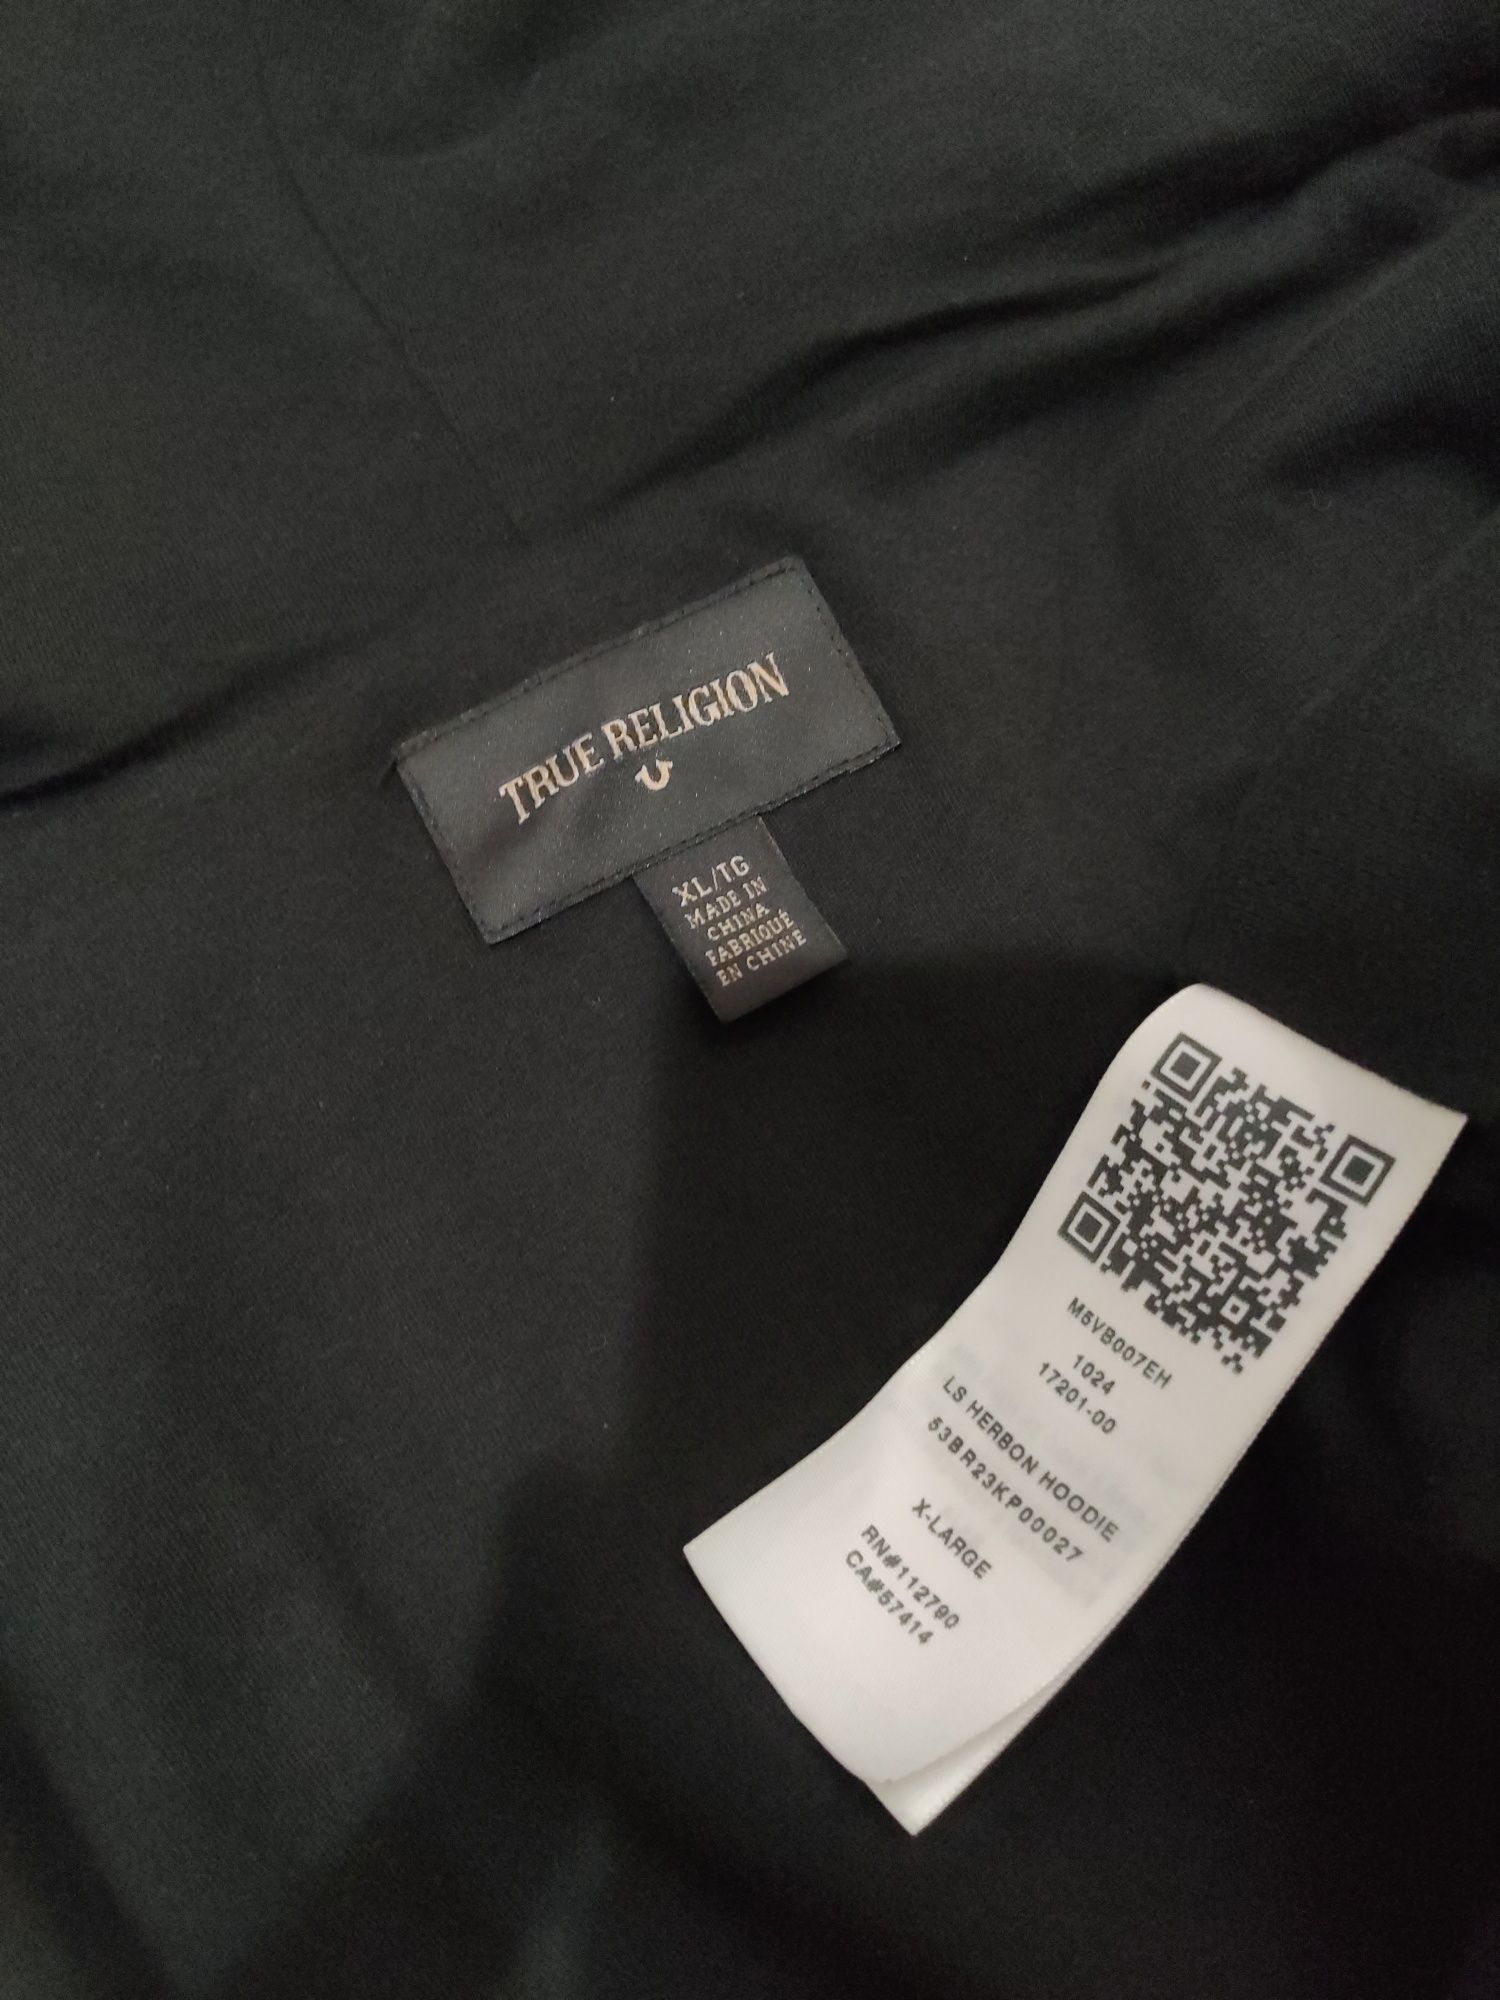 TRUE RELIGION
XL/TG
MADE IN
CHINA
FABRIQUÉ
EN CHINE
M5VB007EH
1024
17201-00
LS HERBON HOODIE
53BR23KP00027
X-LARGE
RN#112790
CA#57414